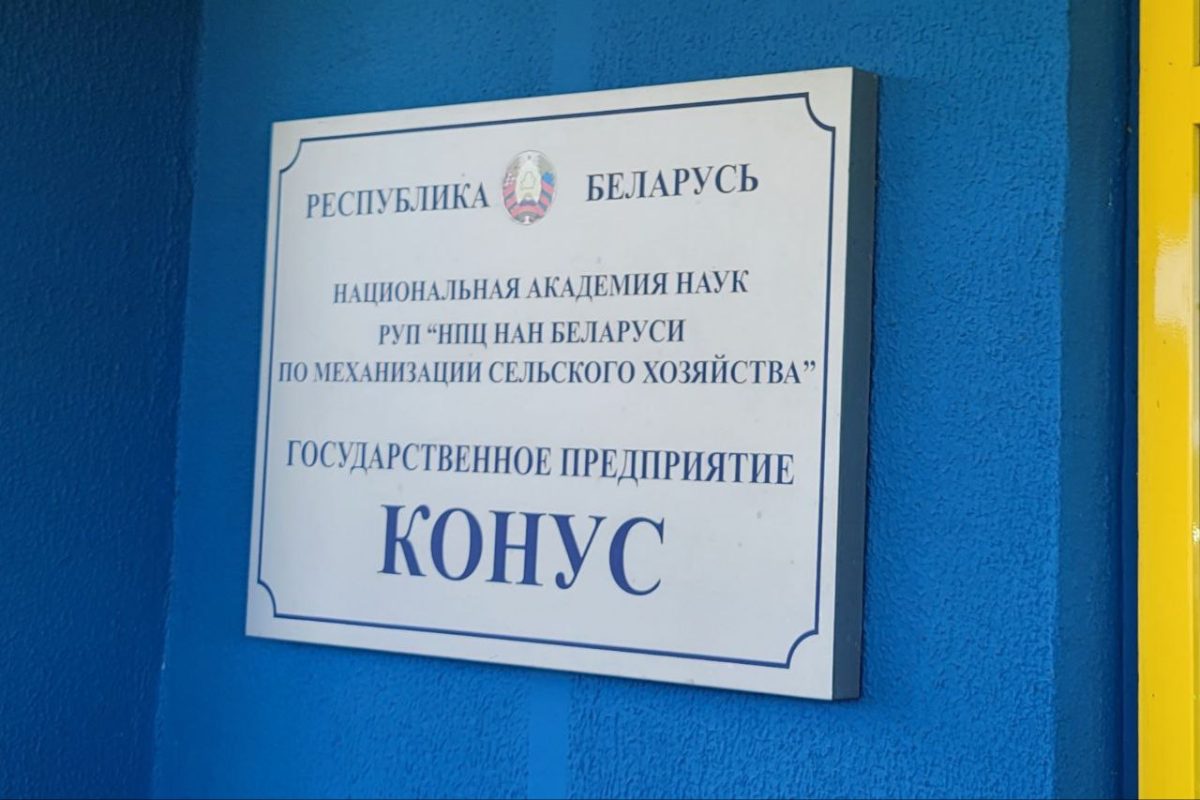 РЕСПУБЛИКА БЕЛАРУСЬ
НАЦИОНАЛЬНАЯ АКАДЕМИЯ НАУК
РУП “НПЦ НАН БЕЛАРУСИ
ПО МЕХАНИЗАЦИИ СЕЛЬСКОГО ХОЗЯЙСТВА”
ГОСУДАРСТВЕННОЕ ПРЕДПРИЯТИЕ
КОНУС